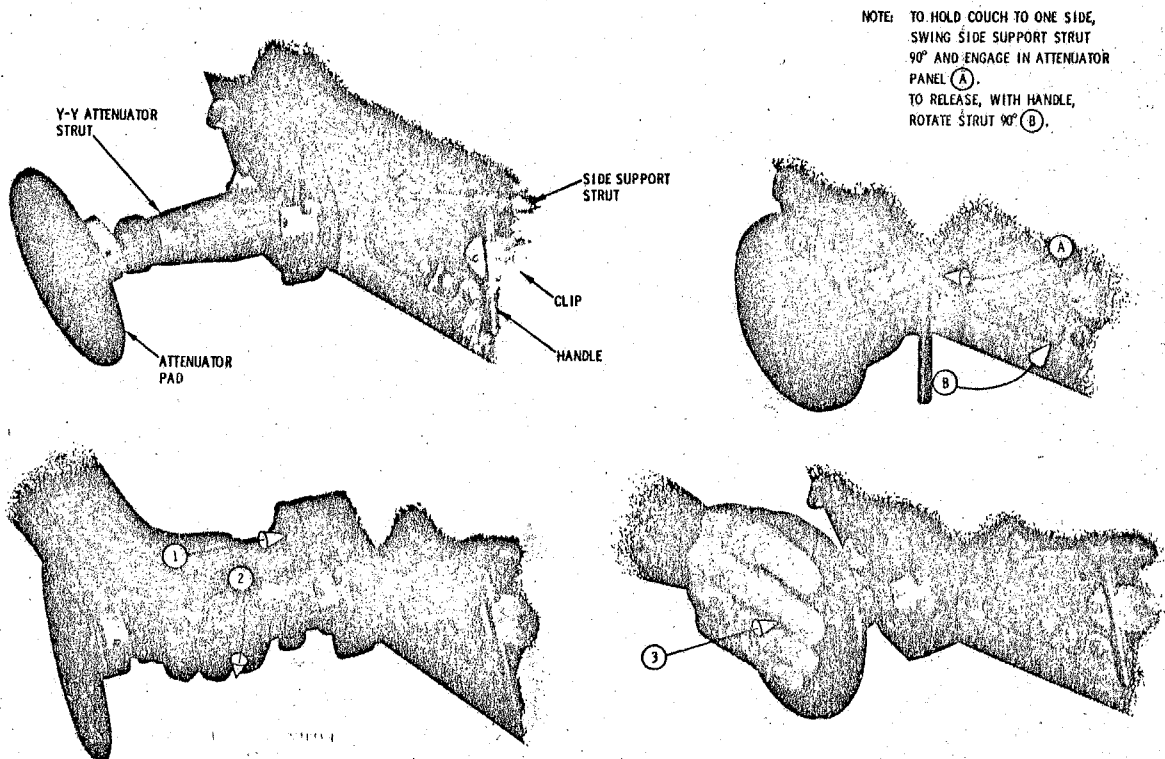 NOTE: TO HOLD COUCH TO ONE SIDE,
SWING SIDE SUPPORT STRUT
90° AND ENGAGE IN ATTENUATOR
PANEL (A).
TO RELEASE, WITH HANDLE,
ROTATE STRUT 90° (B).
Y-Y ATTENUATOR
STRUT
SIDE SUPPORT
STRUT
CLIP
HANDLE
ATTENUATOR
PAD
A
B
1
2
3